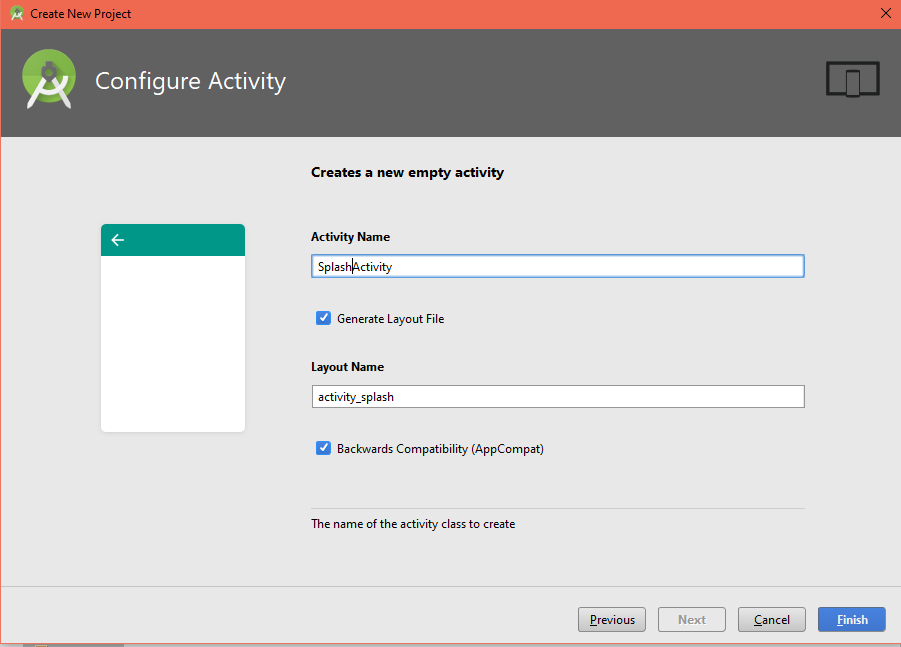 Create New Project
Configure Activity
Creates a new empty activity
Activity Name
SplashActivity
Generate Layout File
Layout Name
activity_splash
Backwards Compatibility (AppCompat)
The name of the activity class to create
Previous Next Cancel Finish